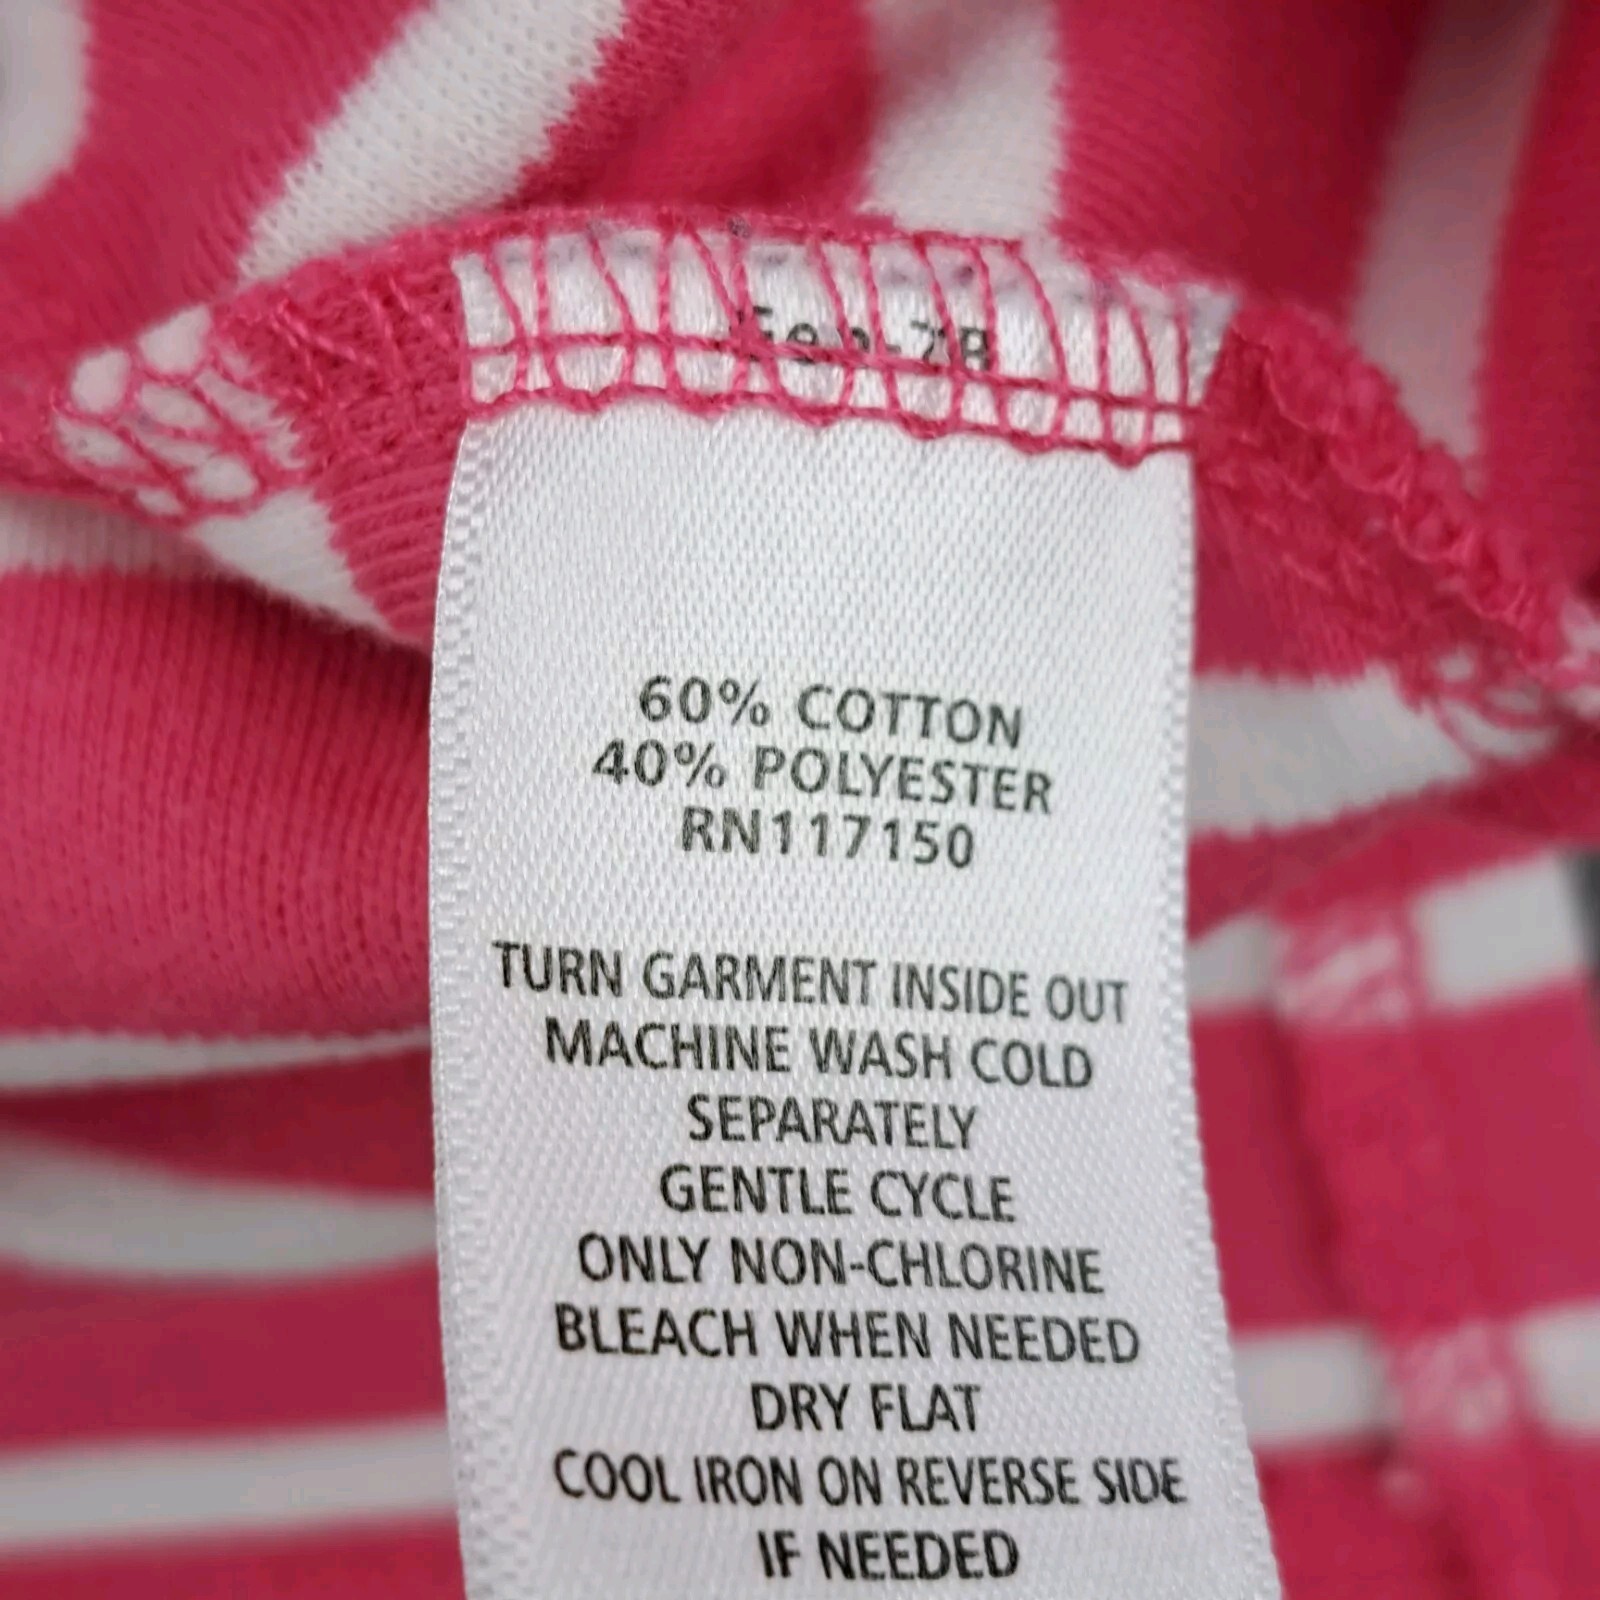 60% COTTON
40% POLYESTER
RN117150
TURN GARMENT INSIDE OUT
MACHINE WASH COLD
SEPARATELY
GENTLE CYCLE
ONLY NON-CHLORINE
BLEACH WHEN NEEDED
DRY FLAT
COOL IRON ON REVERSE SIDE
IF NEEDED